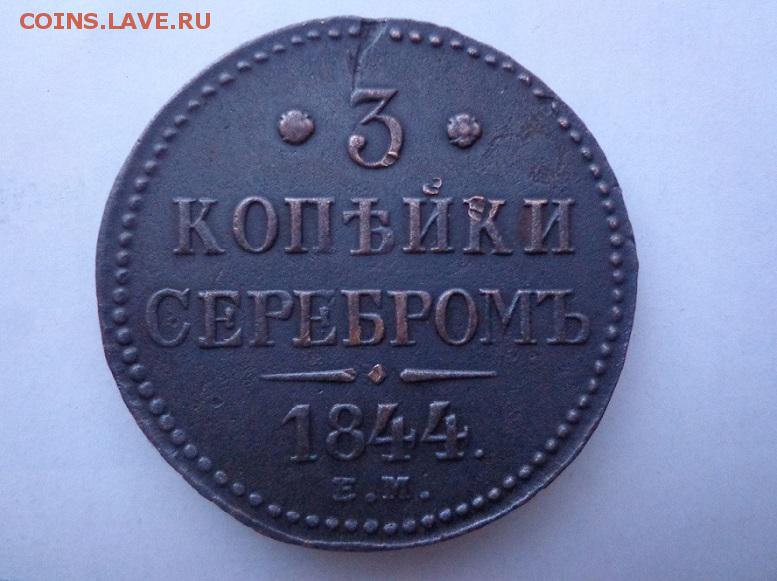 COINS.LAVE.RU
3
КОПѢЙКИ
СЕРЕБРОМЪ
1844.
Е.М.